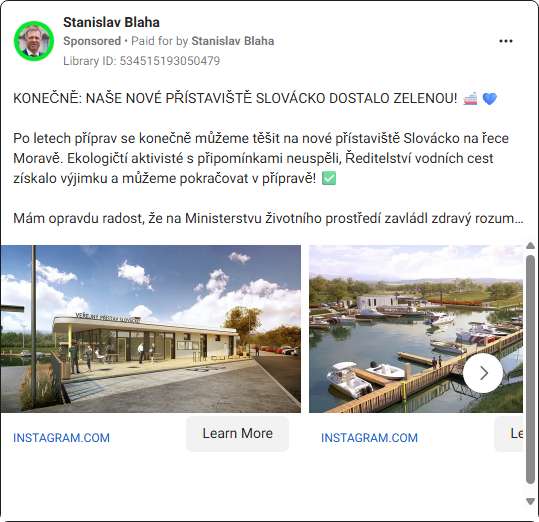 Stanislav Blaha
Sponsored • Paid for by Stanislav Blaha
Library ID: 534515193050479
KONEČNĚ: NAŠE NOVÉ PŘÍSTAVIŠTĚ SLOVÁCKO DOSTALO ZELENOU! 🚢 💙
Po letech příprav se konečně můžeme těšit na nové přístaviště Slovácko na řece
Moravě. Ekologičtí aktivisté s připomínkami neuspěli, Ředitelství vodních cest
získalo výjimku a můžeme pokračovat v přípravě! ✅
Mám opravdu radost, že na Ministerstvu životního prostředí zavládl zdravý rozum...
VEŘEJNÝ PŘÍSTAV SLOVÁCKO
INSTAGRAM.COM
Learn More
INSTAGRAM.COM
Le